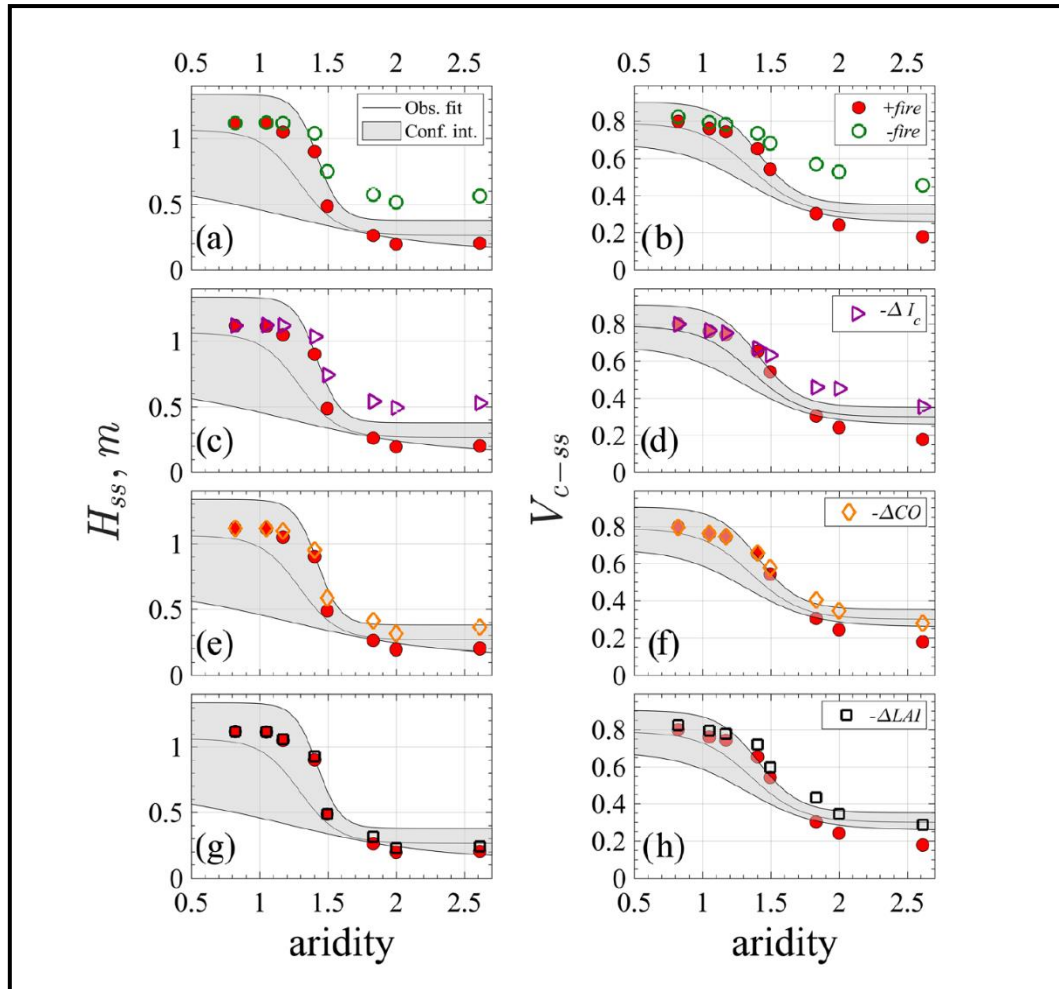 0.5 1 1.5 2 2.5
0.5 1 1.5 2 2.5
1
0.5
0
Obs. fit
Conf. int.
(a)
0.8
0.6
0.4
0.2
0
+fire
-fire
(b)
1
0.5
0
(c)
0.8
0.6
0.4
0.2
0
-Δ I_c
(d)
H_{ss}, m
V_{c-ss}
1
0.5
0
(e)
0.8
0.6
0.4
0.2
0
-ΔCO
(f)
1
0.5
0
(g)
0.8
0.6
0.4
0.2
0
-ΔLAI
(h)
0.5 1 1.5 2 2.5
0.5 1 1.5 2 2.5
aridity
aridity